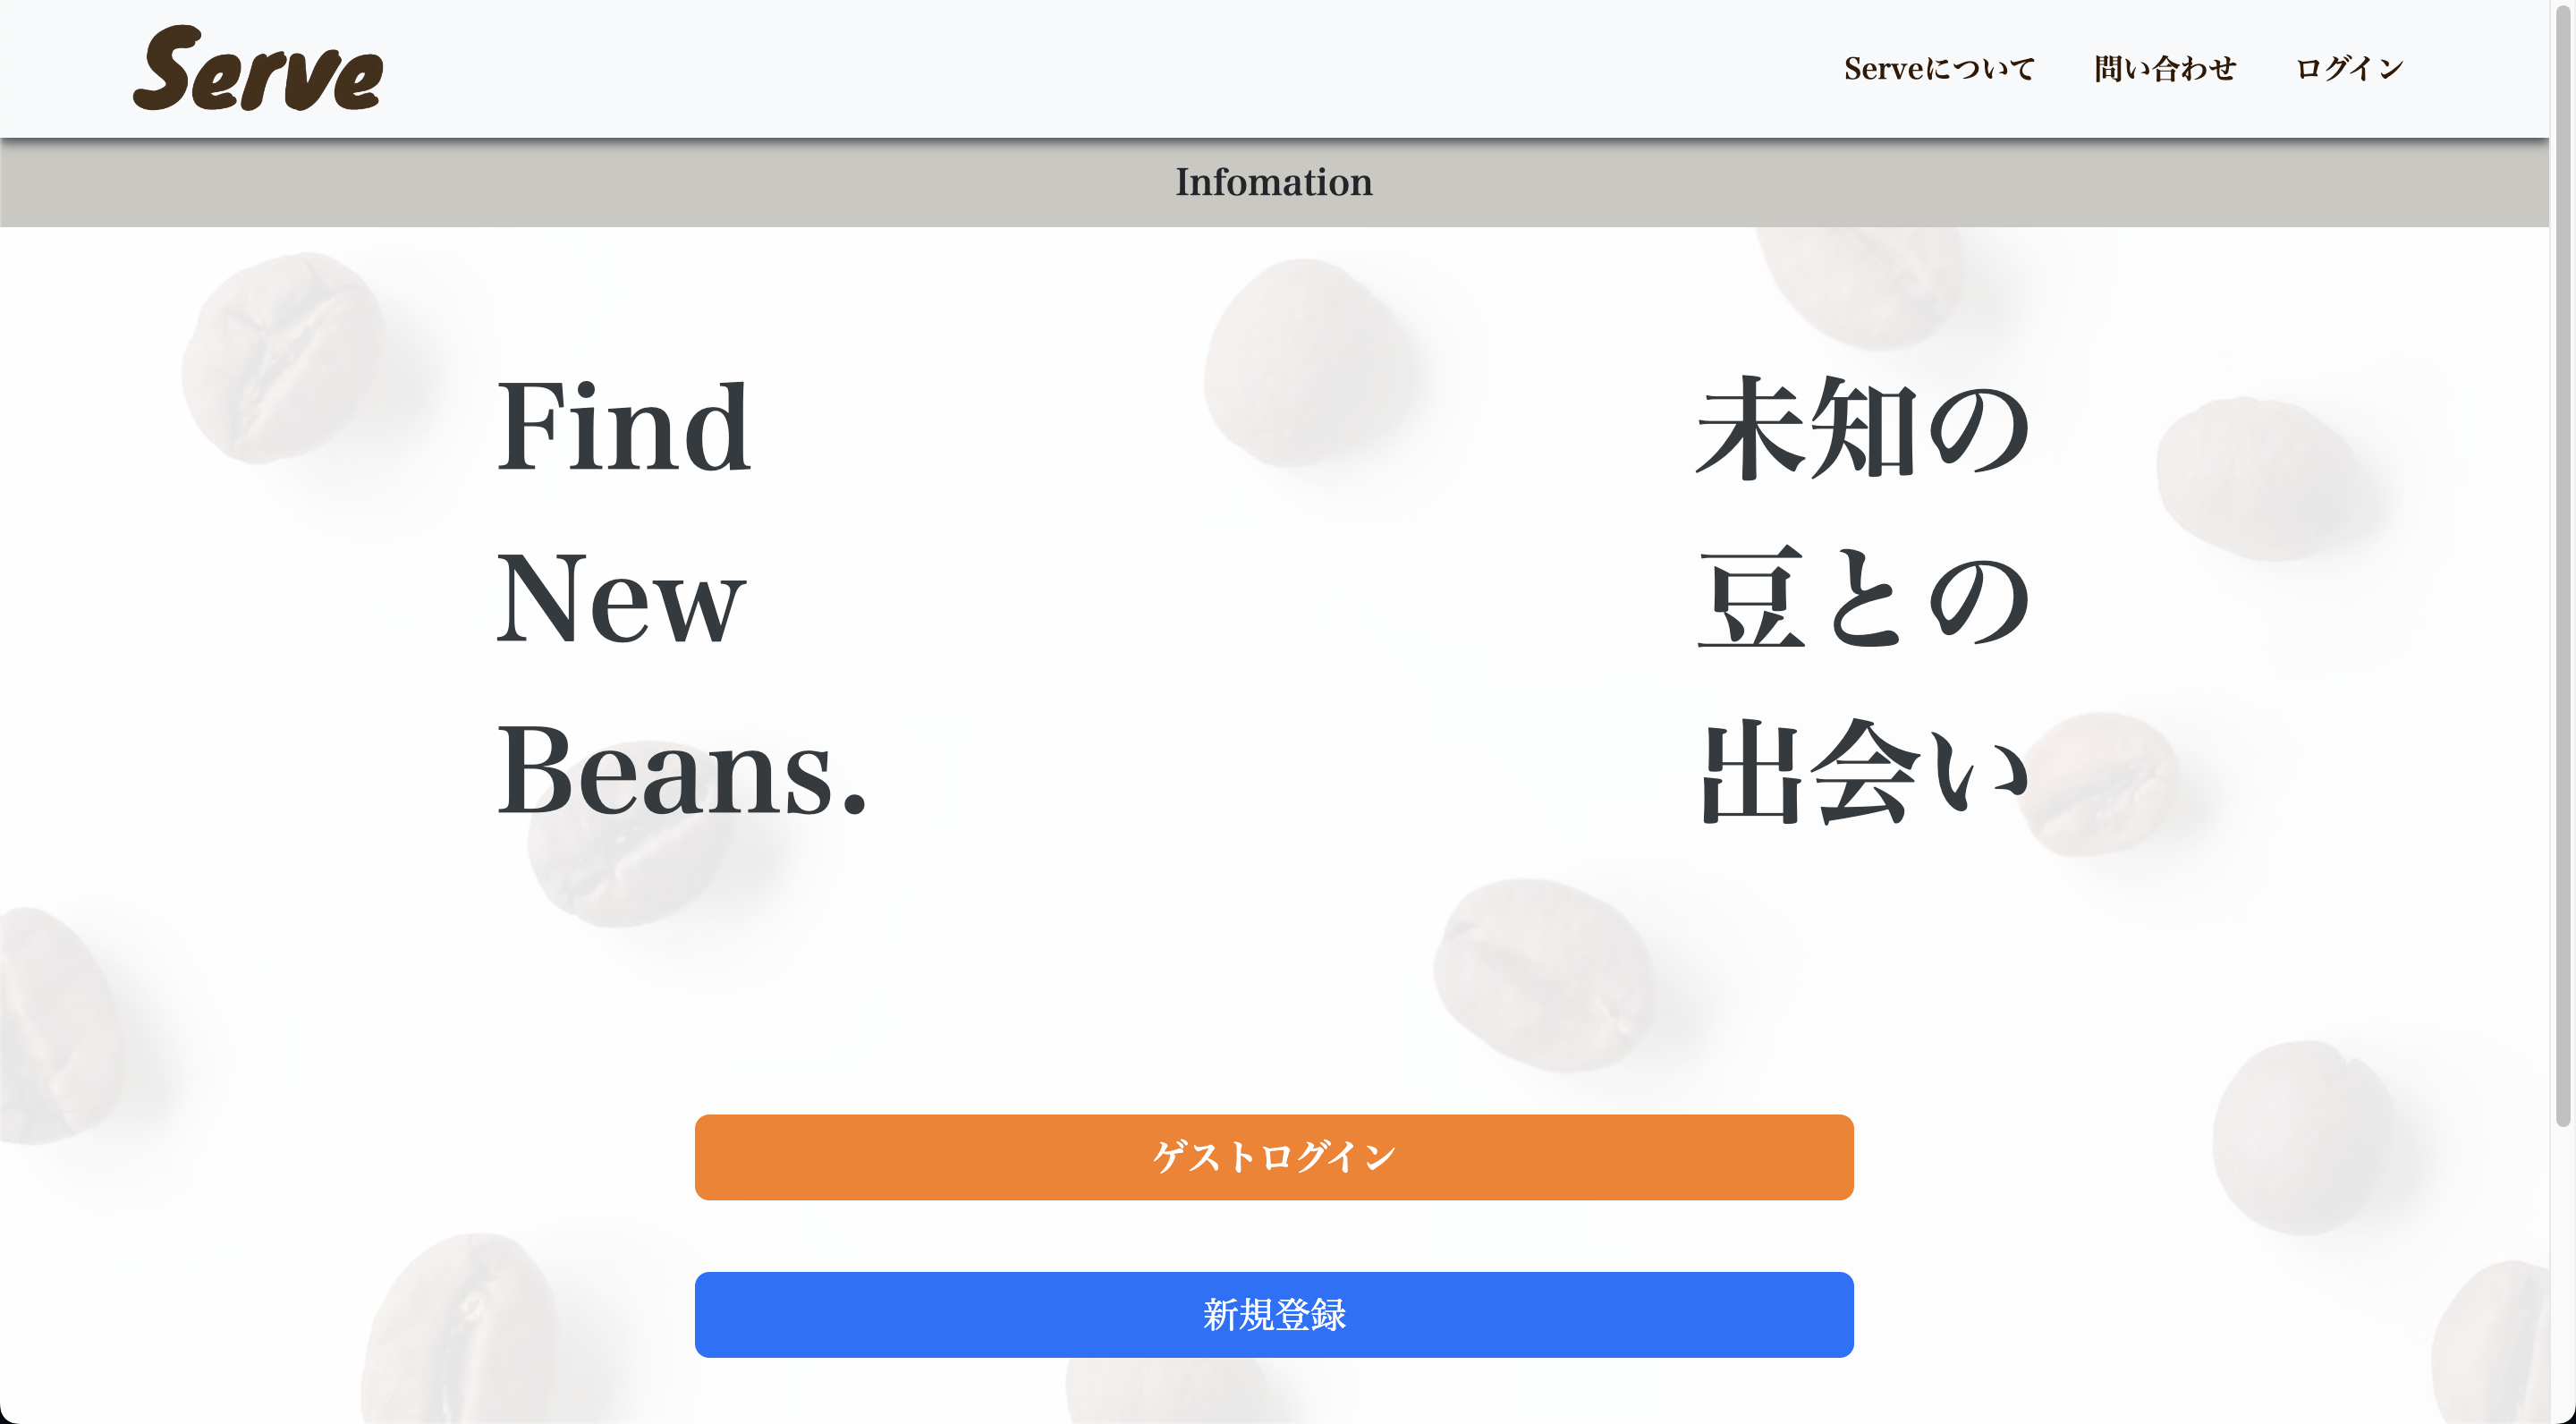 Serve
Serveについて
問い合わせ
ログイン
Infomation
Find
New
Beans.
未知の
豆との
出会い
ゲストログイン
新規登録